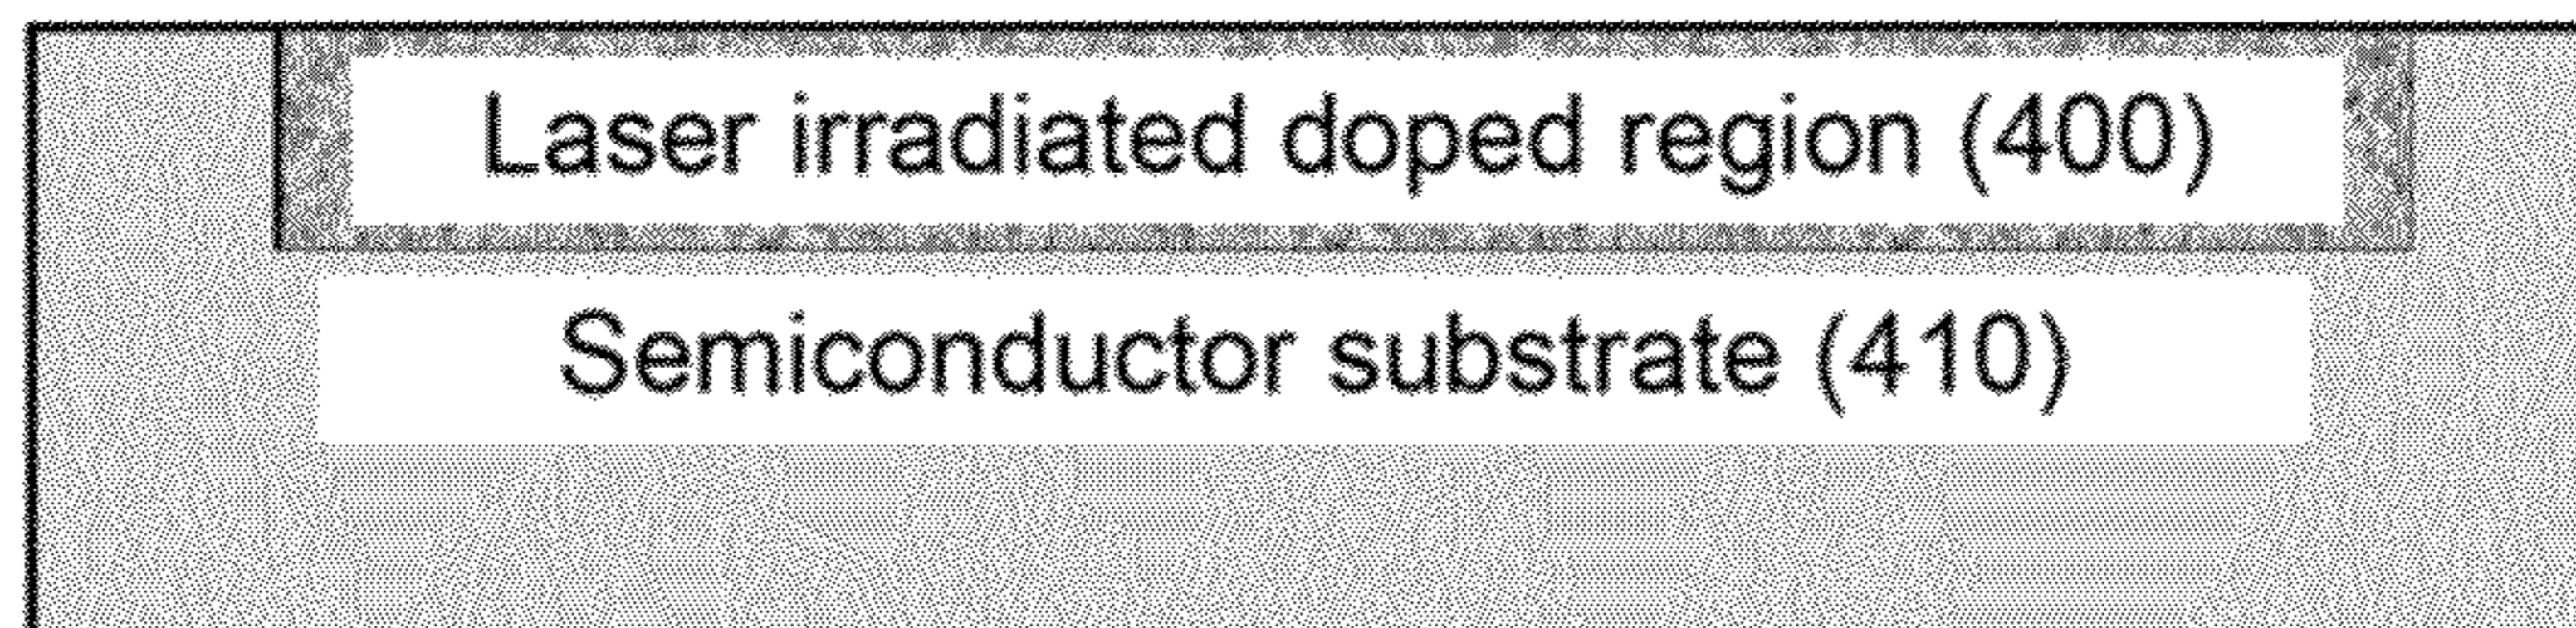 Laser irradiated doped region (400)
Semiconductor substrate (410)